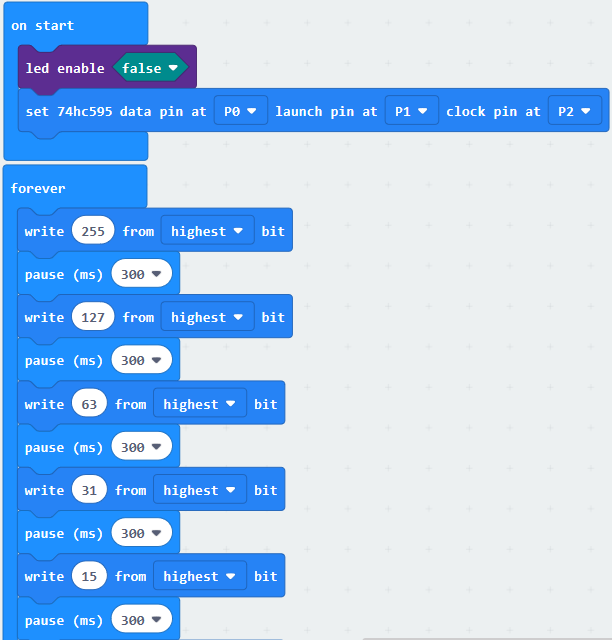 on start
led enable false
set 74hc595 data pin at P0 launch pin at P1 clock pin at P2
forever
write 255 from highest bit
pause (ms) 300
write 127 from highest bit
pause (ms) 300
write 63 from highest bit
pause (ms) 300
write 31 from highest bit
pause (ms) 300
write 15 from highest bit
pause (ms) 300